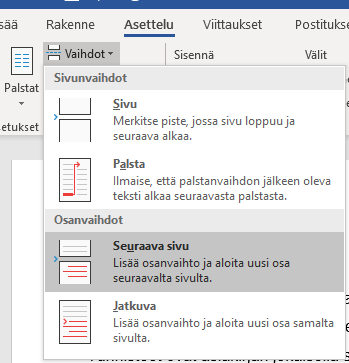 sää Rakenne Asettelu Viittaukset Postitukse
Vaihdot Sisennä Välit
Palstat
etukset
Sivunvaihdot
Sivu
Merkitse piste, jossa sivu loppuu ja
seuraava alkaa.
Palsta
Ilmaise, että palstanvaihdon jälkeen oleva
teksti alkaa seuraavasta palstasta.
Osanvaihdot
Seuraava sivu
Lisää osanvaihto ja aloita uusi osa
seuraavalta sivulta.
Jatkuva
Lisää osanvaihto ja aloita uusi osa samalta
sivulta.